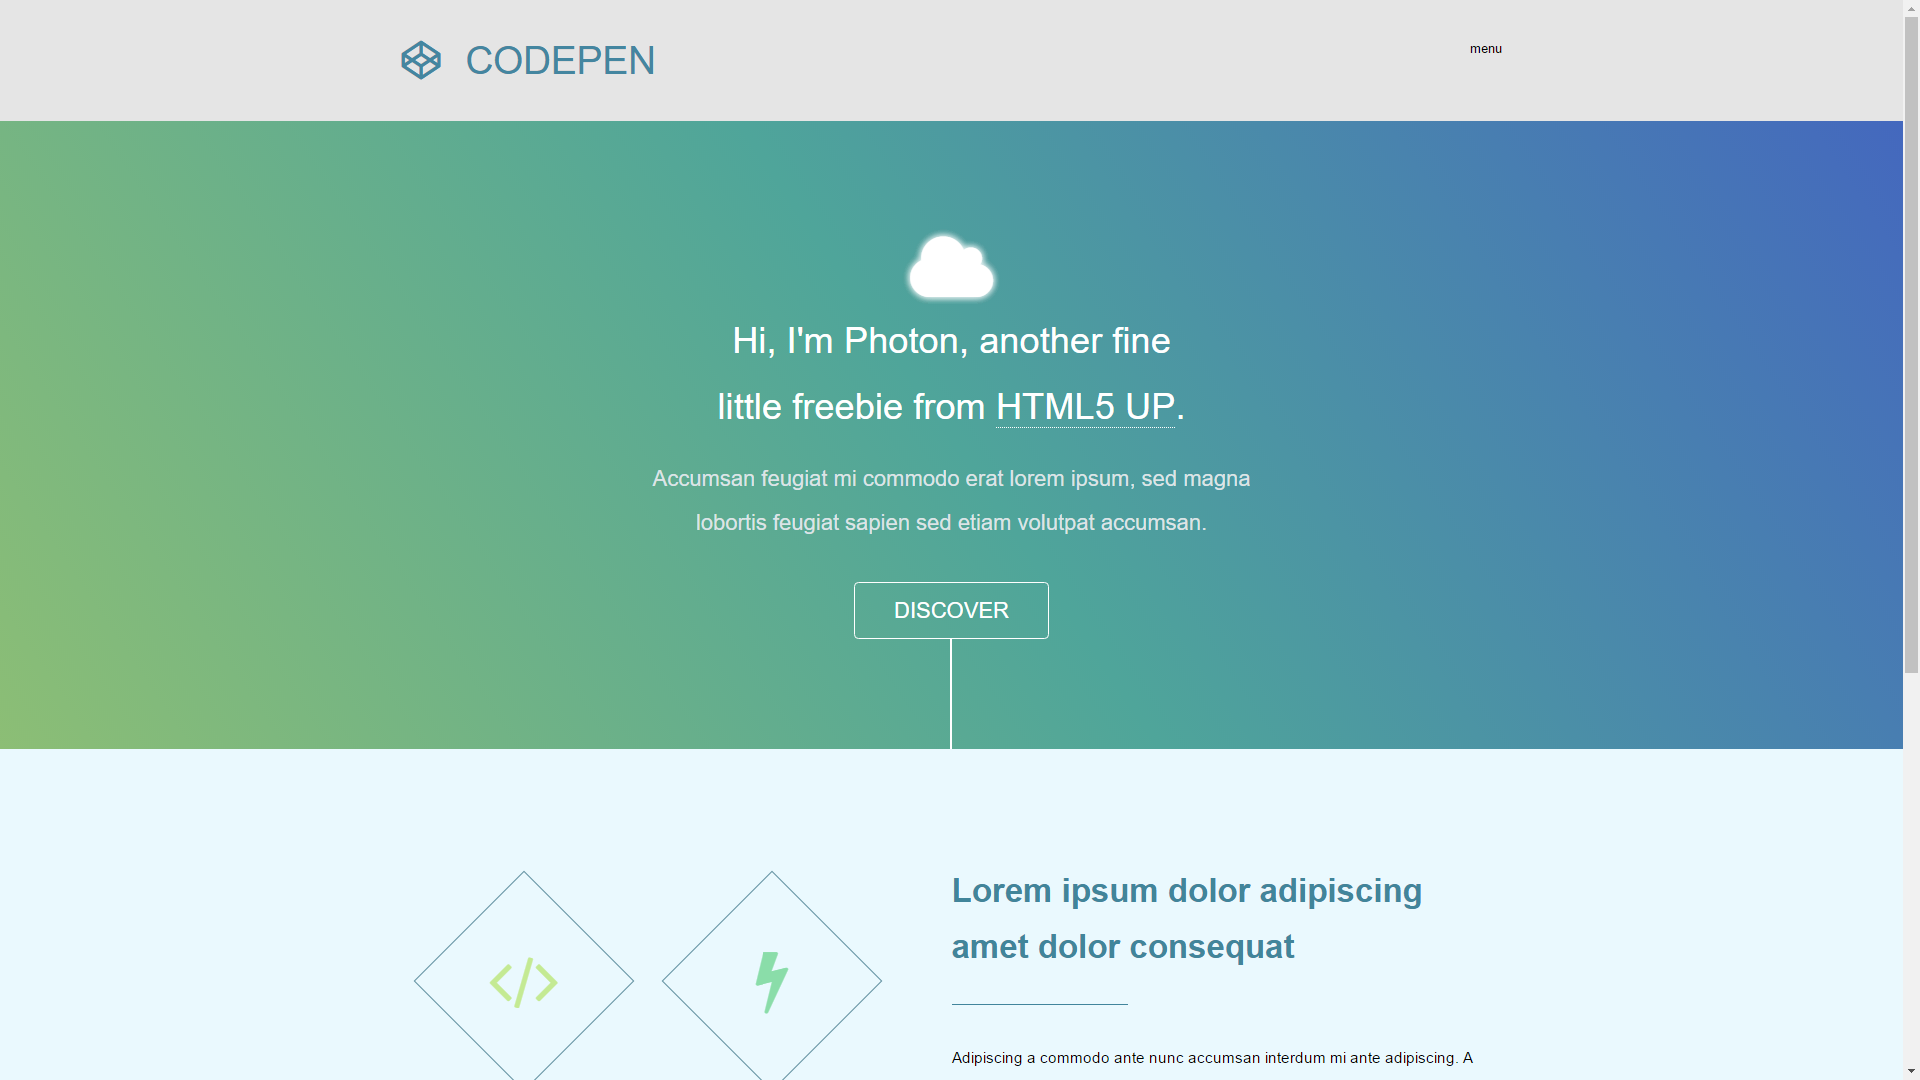 CODEPEN
menu
Hi, I'm Photon, another fine
little freebie from HTML5 UP.
Accumsan feugiat mi commodo erat lorem ipsum, sed magna
lobortis feugiat sapien sed etiam volutpat accumsan.
DISCOVER
Lorem ipsum dolor adipiscing
amet dolor consequat
Adipiscing a commodo ante nunc accumsan interdum mi ante adipiscing. A